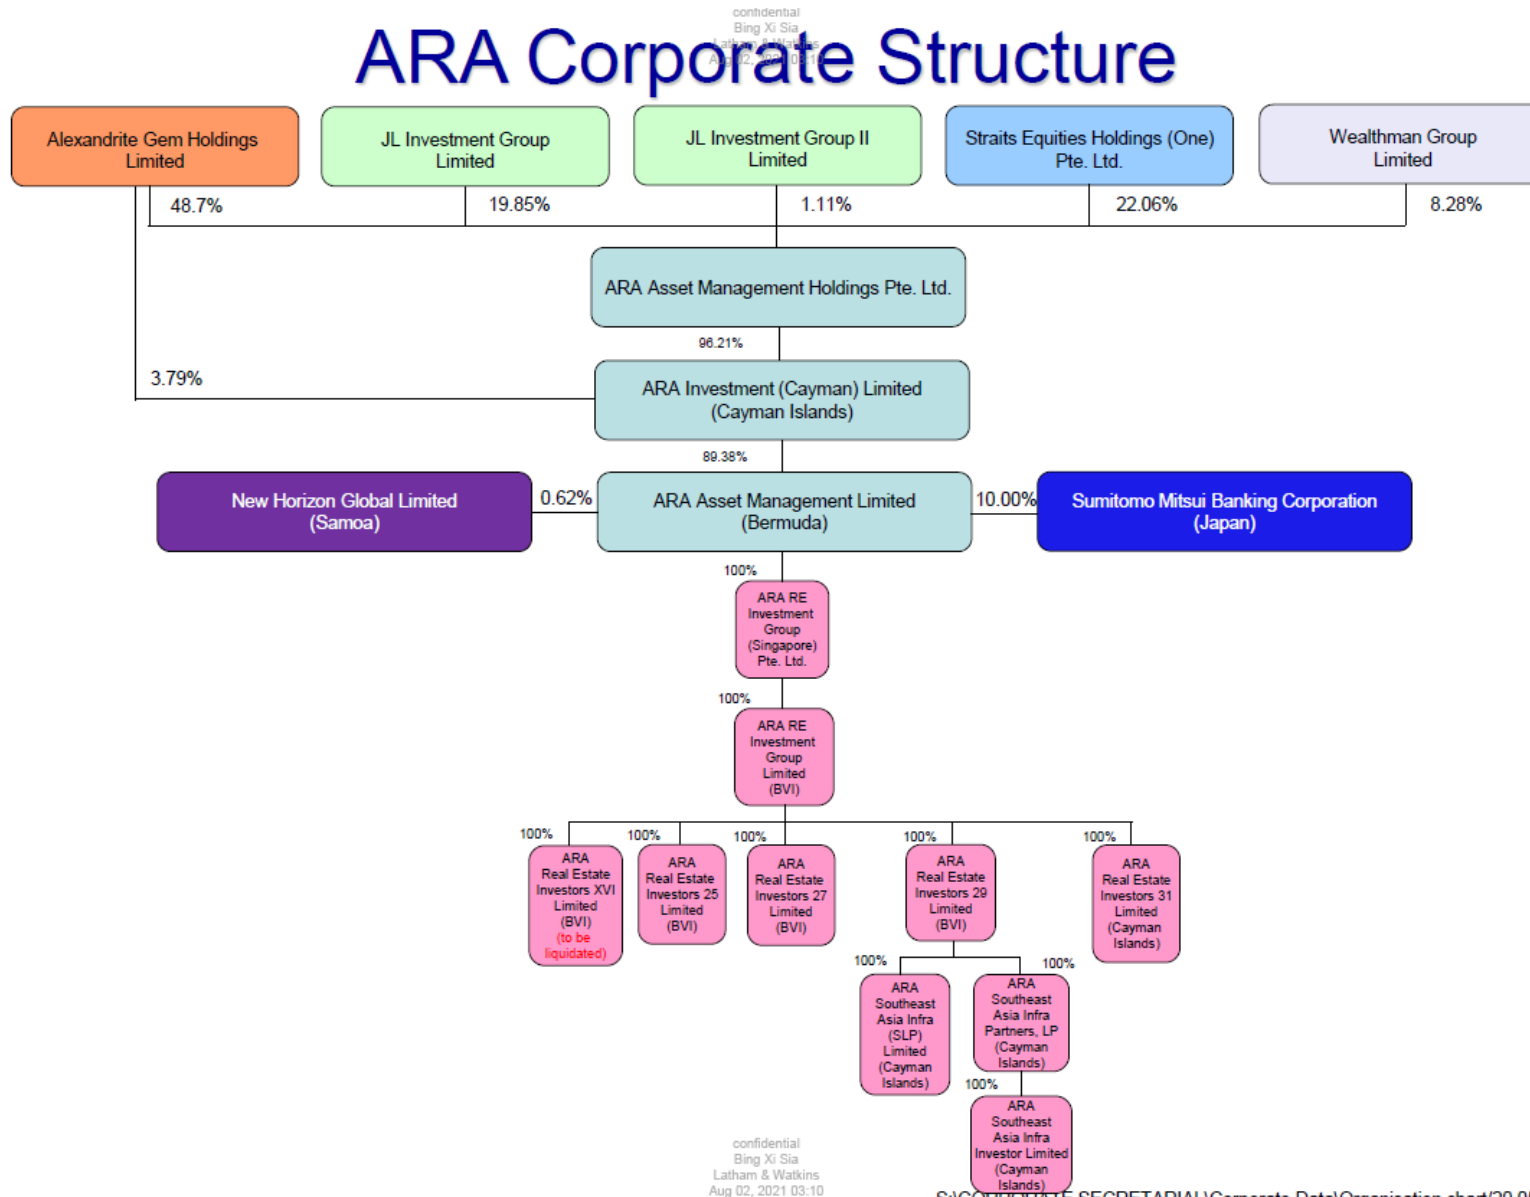 confidential
Bing Xi Sia
Latham & Watkins
Aug 02, 2021 03:10
ARA Corporate Structure
Alexandrite Gem Holdings
Limited
JL Investment Group
Limited
JL Investment Group II
Limited
Straits Equities Holdings (One)
Pte. Ltd.
Wealthman Group
Limited
48.7%
19.85%
1.11%
22.06%
8.28%
ARA Asset Management Holdings Pte. Ltd.
96.21%
3.79%
ARA Investment (Cayman) Limited
(Cayman Islands)
89.38%
New Horizon Global Limited
(Samoa)
0.62%
ARA Asset Management Limited
(Bermuda)
10.00%
Sumitomo Mitsui Banking Corporation
(Japan)
100%
ARA RE
Investment
Group
(Singapore)
Pte. Ltd.
100%
ARA RE
Investment
Group
Limited
(BVI)
100%
100%
100%
100%
100%
ARA
Real Estate
Investors XVI
Limited
(BVI)
(to be
liquidated)
ARA
Real Estate
Investors 25
Limited
(BVI)
ARA
Real Estate
Investors 27
Limited
(BVI)
ARA
Real Estate
Investors 29
Limited
(BVI)
ARA
Real Estate
Investors 31
Limited
(Cayman
Islands)
100%
100%
ARA
Southeast
Asia Infra
(SLP)
Limited
(Cayman
Islands)
ARA
Southeast
Asia Infra
Partners, LP
(Cayman
Islands)
100%
ARA
Southeast
Asia Infra
Investor Limited
(Cayman
Islands)
confidential
Bing Xi Sia
Latham & Watkins
Aug 02, 2021 03:10